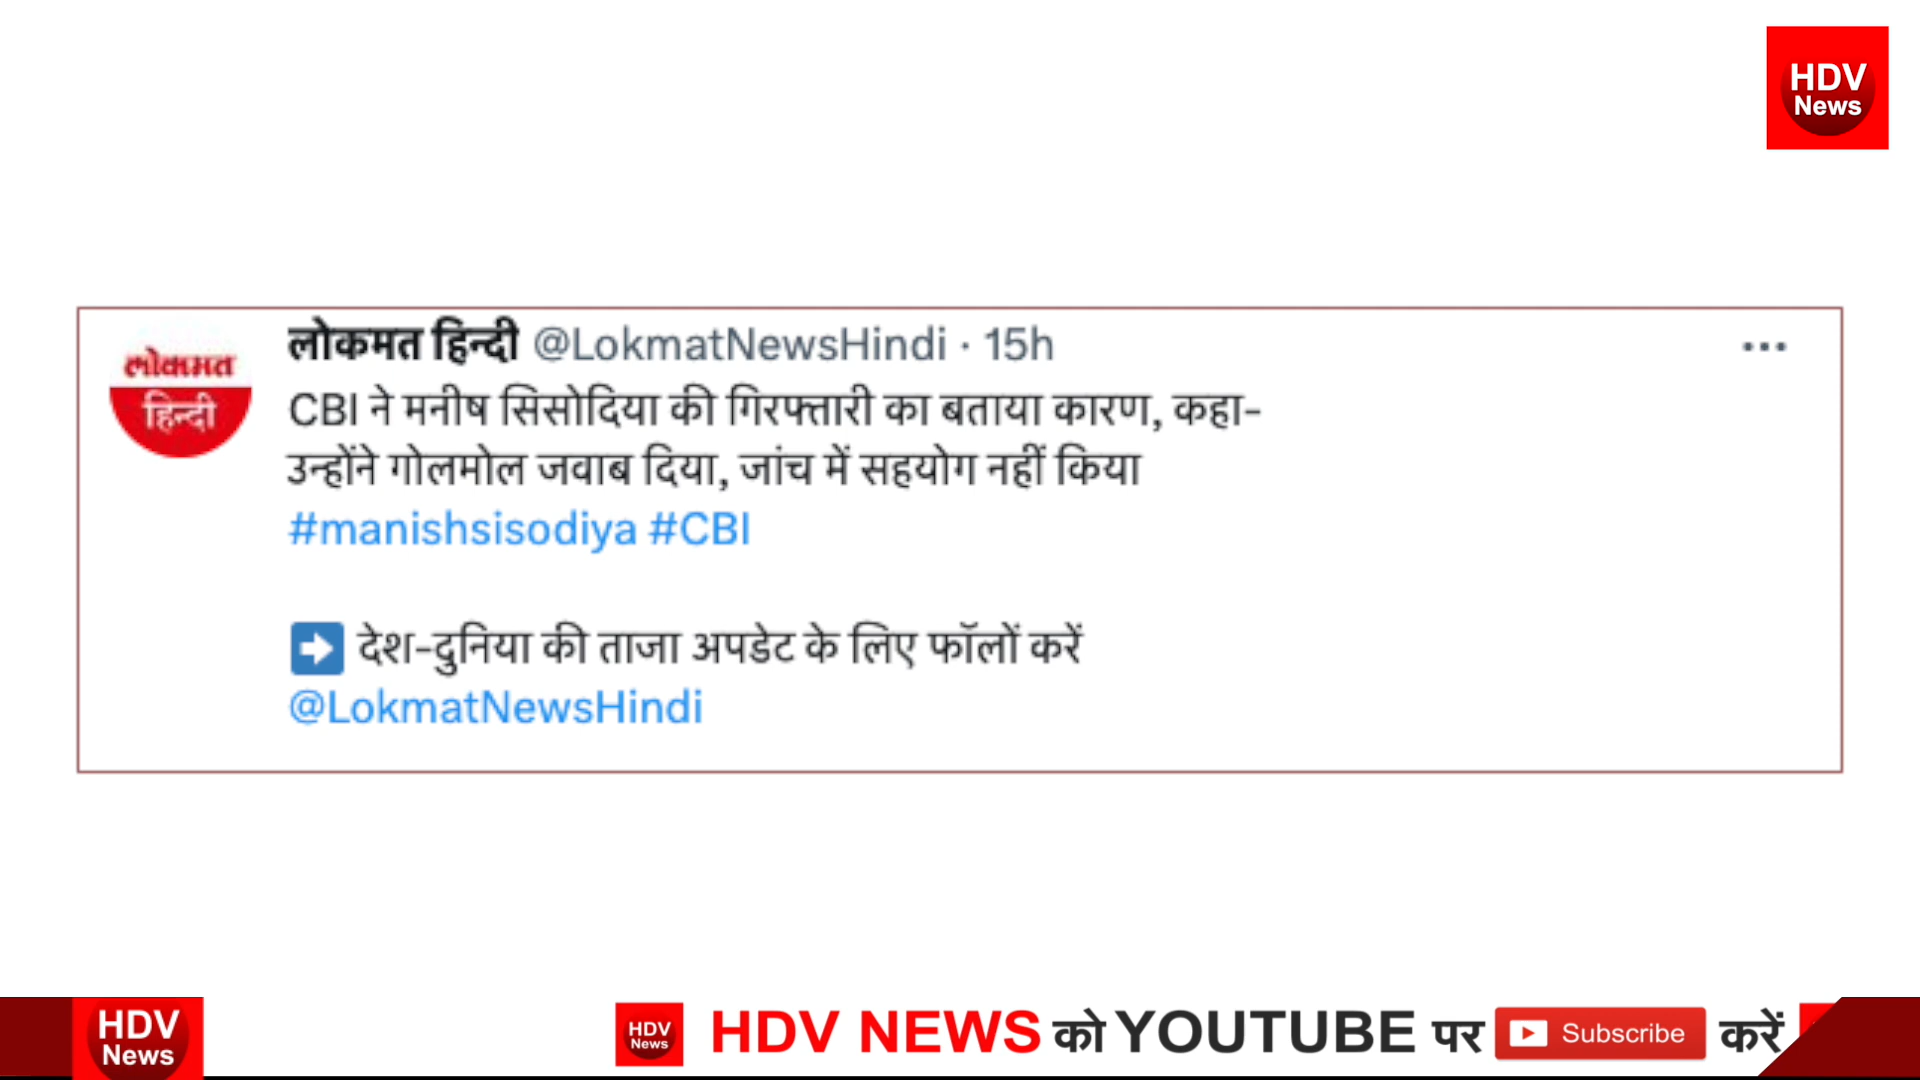 HDV
News
लोकमत
हिन्दी
लोकमत हिन्दी @LokmatNewsHindi · 15h
CBI ने मनीष सिसोदिया की गिरफ्तारी का बताया कारण, कहा-
उन्होंने गोलमोल जवाब दिया, जांच में सहयोग नहीं किया
#manishsisodiya #CBI
देश-दुनिया की ताजा अपडेट के लिए फॉलों करें
@LokmatNewsHindi
HDV
News
HDV
News
HDV NEWS को YOUTUBE पर Subscribe करें